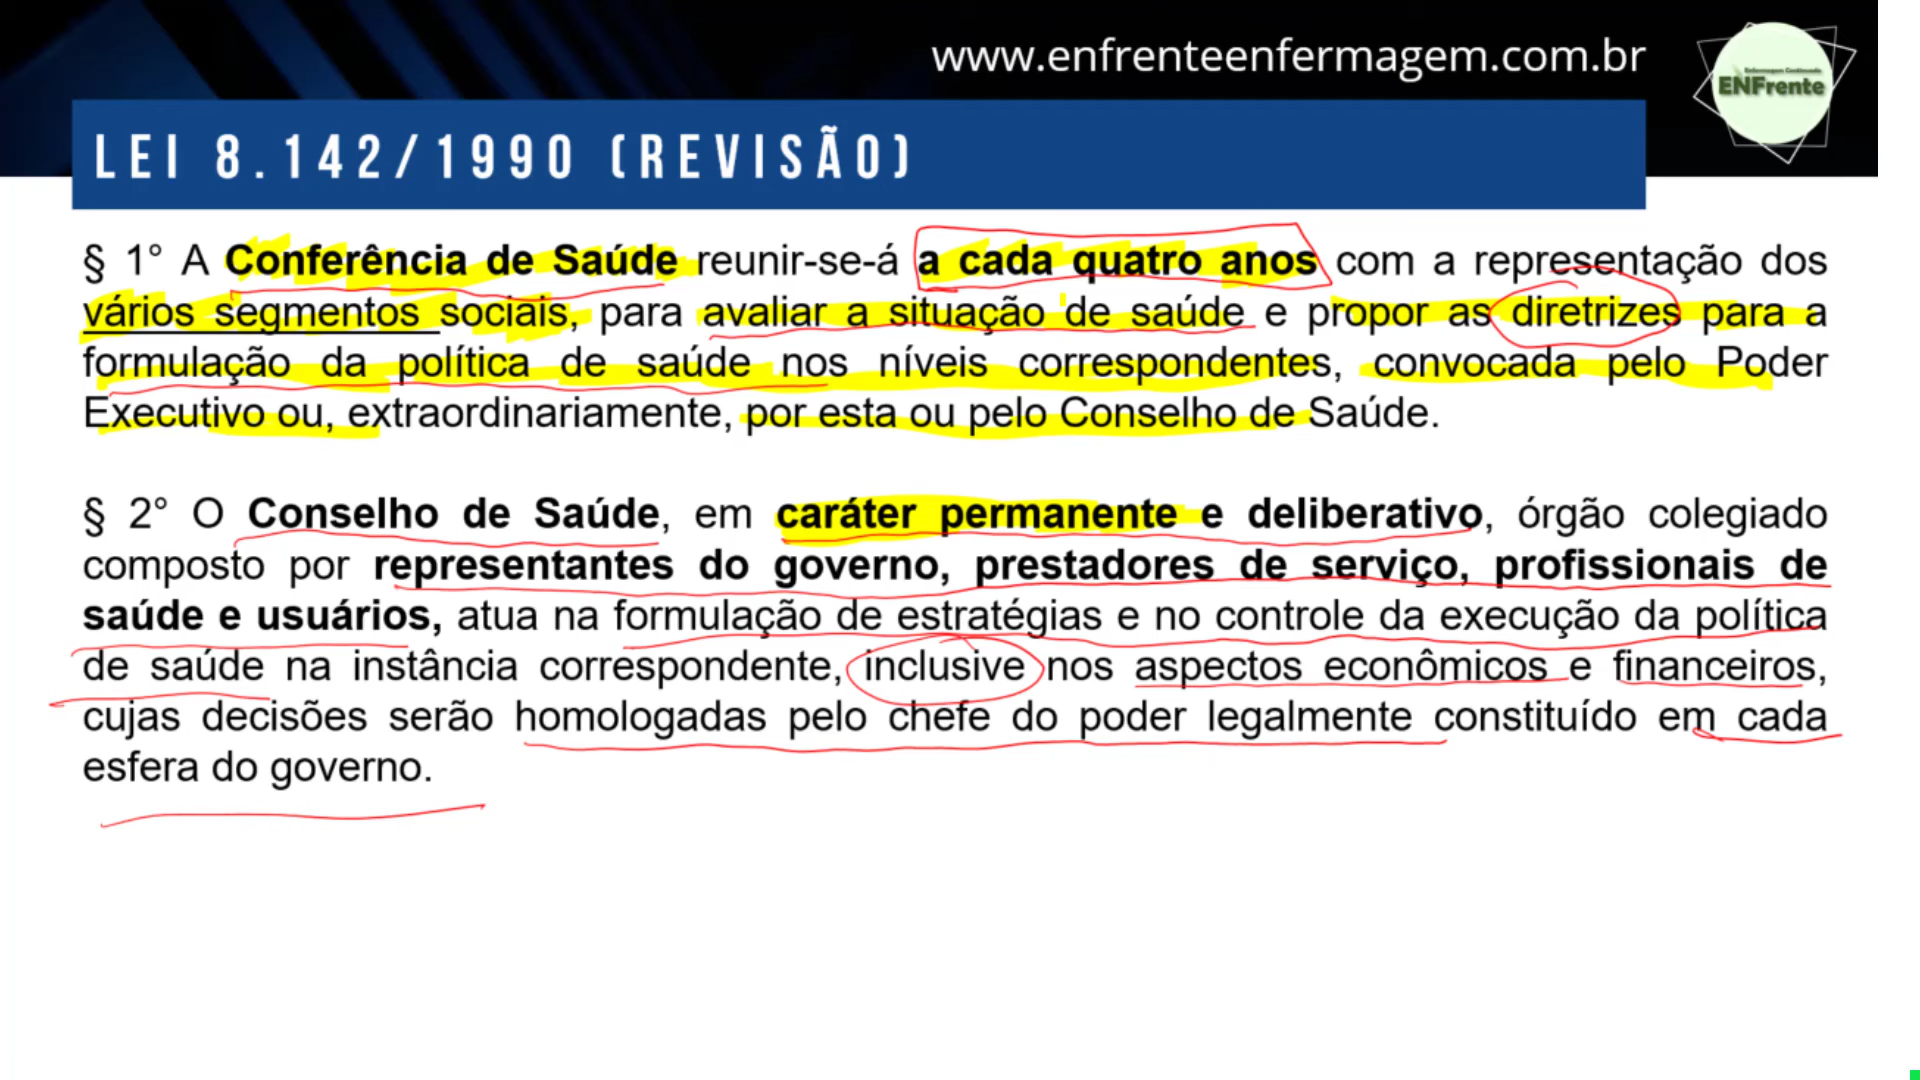 www.enfrenteenfermagem.com.br
Enfermagem Continuada
ENFrente
LEI 8.142/1990 (REVISÃO)
§ 1° A Conferência de Saúde reunir-se-á a cada quatro anos com a representação dos
vários segmentos sociais, para avaliar a situação de saúde e propor as diretrizes para a
formulação da política de saúde nos níveis correspondentes, convocada pelo Poder
Executivo ou, extraordinariamente, por esta ou pelo Conselho de Saúde.
§ 2° O Conselho de Saúde, em caráter permanente e deliberativo, órgão colegiado
composto por representantes do governo, prestadores de serviço, profissionais de
saúde e usuários, atua na formulação de estratégias e no controle da execução da política
de saúde na instância correspondente, inclusive nos aspectos econômicos e financeiros,
cujas decisões serão homologadas pelo chefe do poder legalmente constituído em cada
esfera do governo.